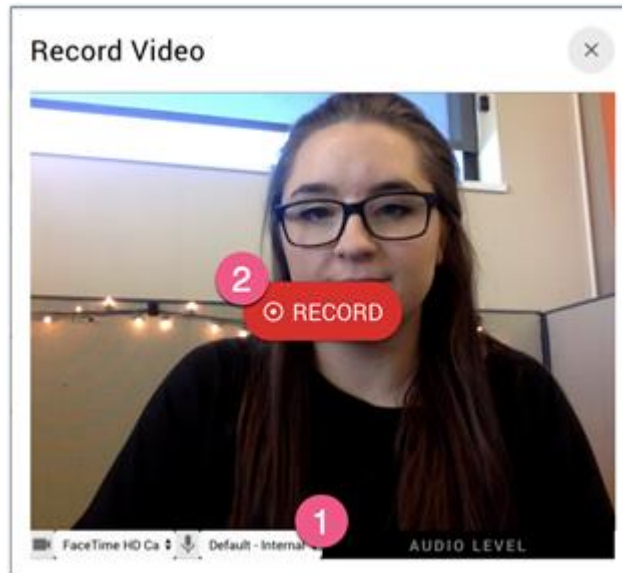 Record Video
2
RECORD
1
FaceTime HD Ca Default - Internal AUDIO LEVEL